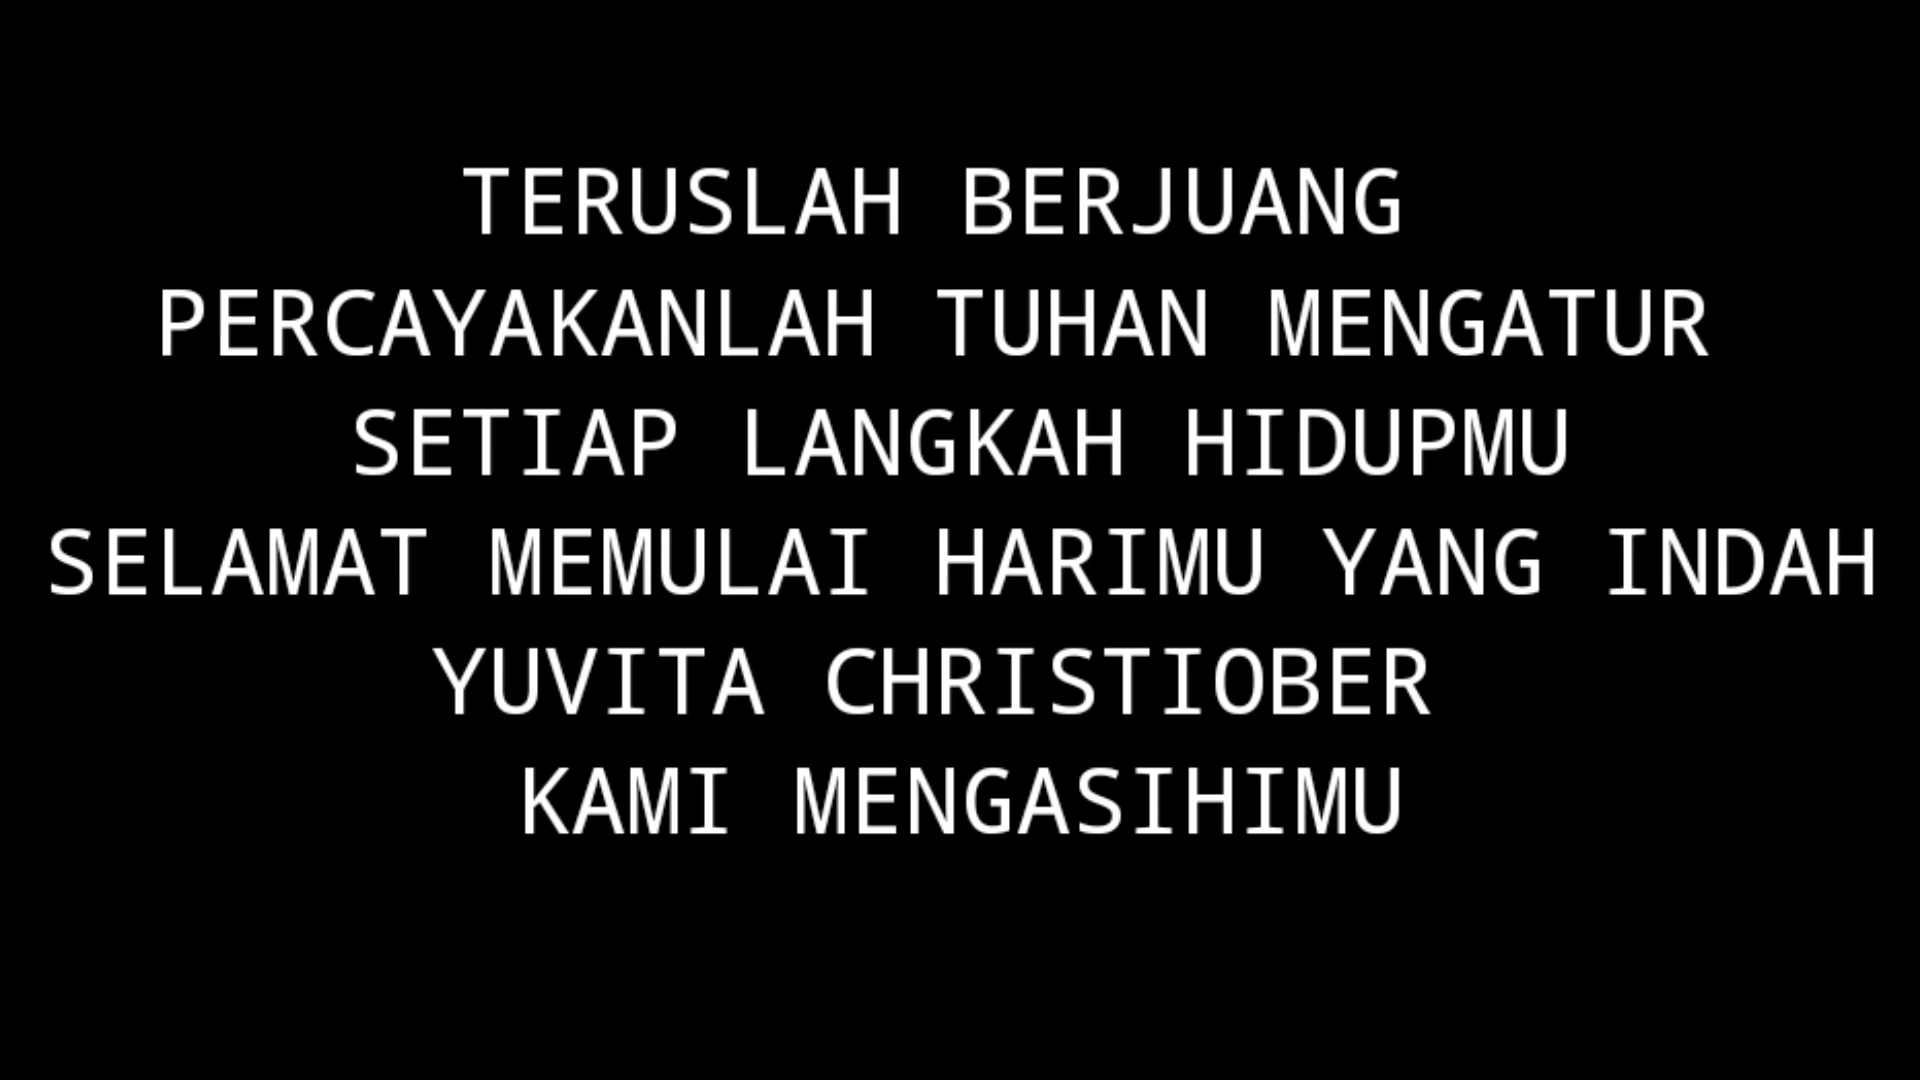 TERUSLAH BERJUANG
PERCAYAKANLAH TUHAN MENGATUR
SETIAP LANGKAH HIDUPMU
SELAMAT MEMULAI HARIMU YANG INDAH
YUVITA CHRISTIOBER
KAMI MENGASIHIMU